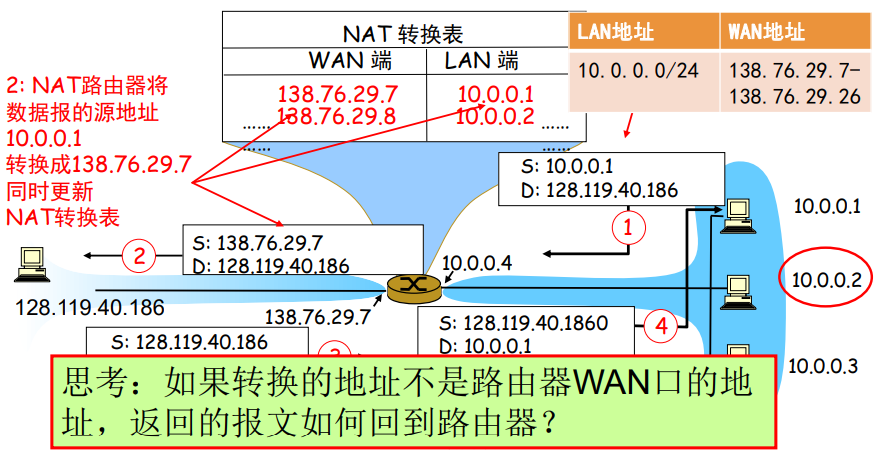 NAT 转换表
WAN 端 LAN 端
138.76.29.7 10.0.0.1
138.76.29.8 10.0.0.2
…… ……
……
LAN地址 WAN地址
10.0.0.0/24 138.76.29.7-
138.76.29.26
2: NAT路由器将
数据报的源地址
10.0.0.1
转换成138.76.29.7
同时更新
NAT转换表
S: 10.0.0.1
D: 128.119.40.186
1
10.0.0.1
S: 138.76.29.7
D: 128.119.40.186
2
10.0.0.4
10.0.0.2
128.119.40.186
138.76.29.7
S: 128.119.40.1860
D: 10.0.0.1
4
S: 128.119.40.186
3
10.0.0.3
思考：如果转换的地址不是路由器WAN口的地
址，返回的报文如何回到路由器？